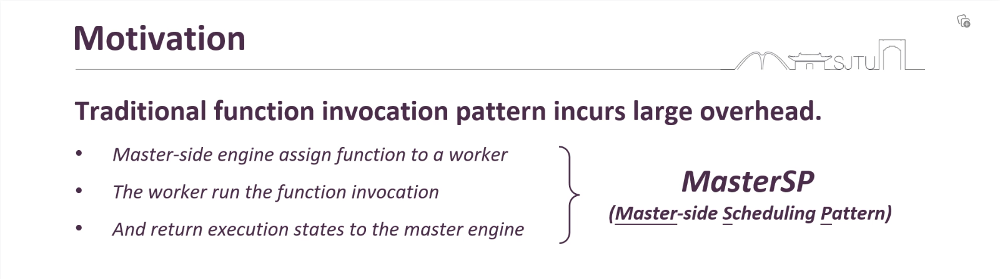 Motivation
SJTU
Traditional function invocation pattern incurs large overhead.
• Master-side engine assign function to a worker
• The worker run the function invocation
• And return execution states to the master engine
MasterSP
(Master-side Scheduling Pattern)